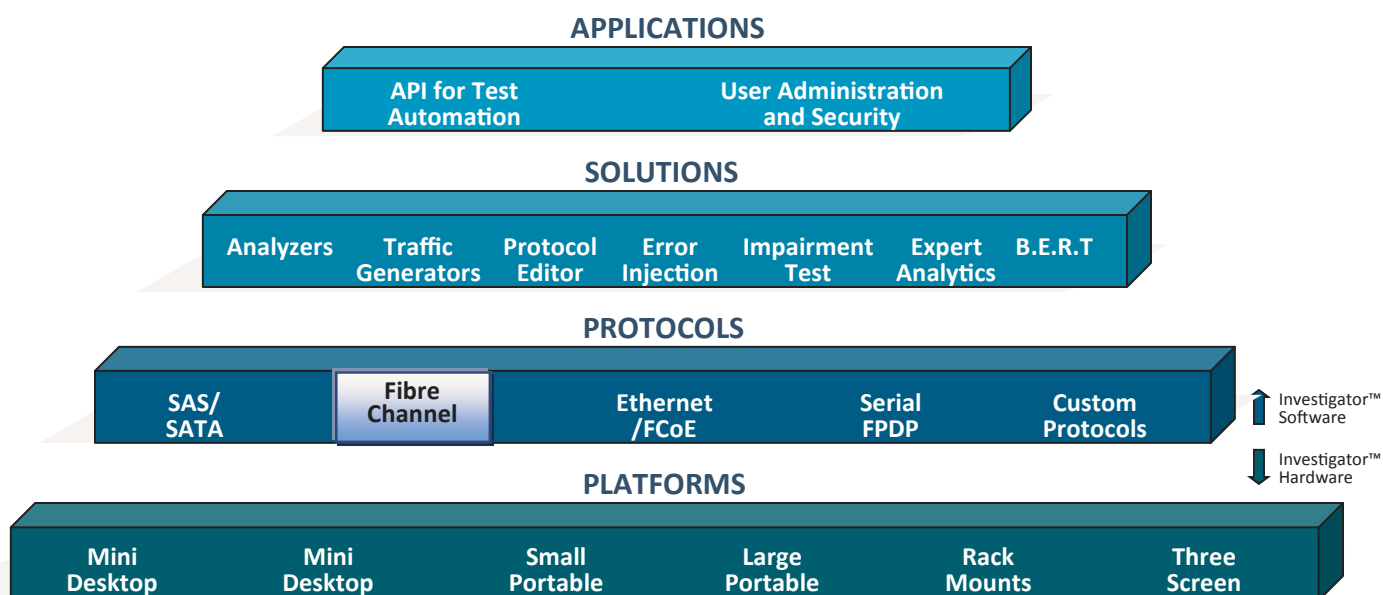 APPLICATIONS
API for Test
Automation
User Administration
and Security
SOLUTIONS
Analyzers
Traffic
Generators
Protocol
Editor
Error
Injection
Impairment
Test
Expert
Analytics
B.E.R.T
PROTOCOLS
SAS/
SATA
Fibre
Channel
Ethernet
/FCoE
Serial
FPDP
Custom
Protocols
Investigator™
Software
Investigator™
Hardware
PLATFORMS
Mini
Desktop
Mini
Desktop
Small
Portable
Large
Portable
Rack
Mounts
Three
Screen